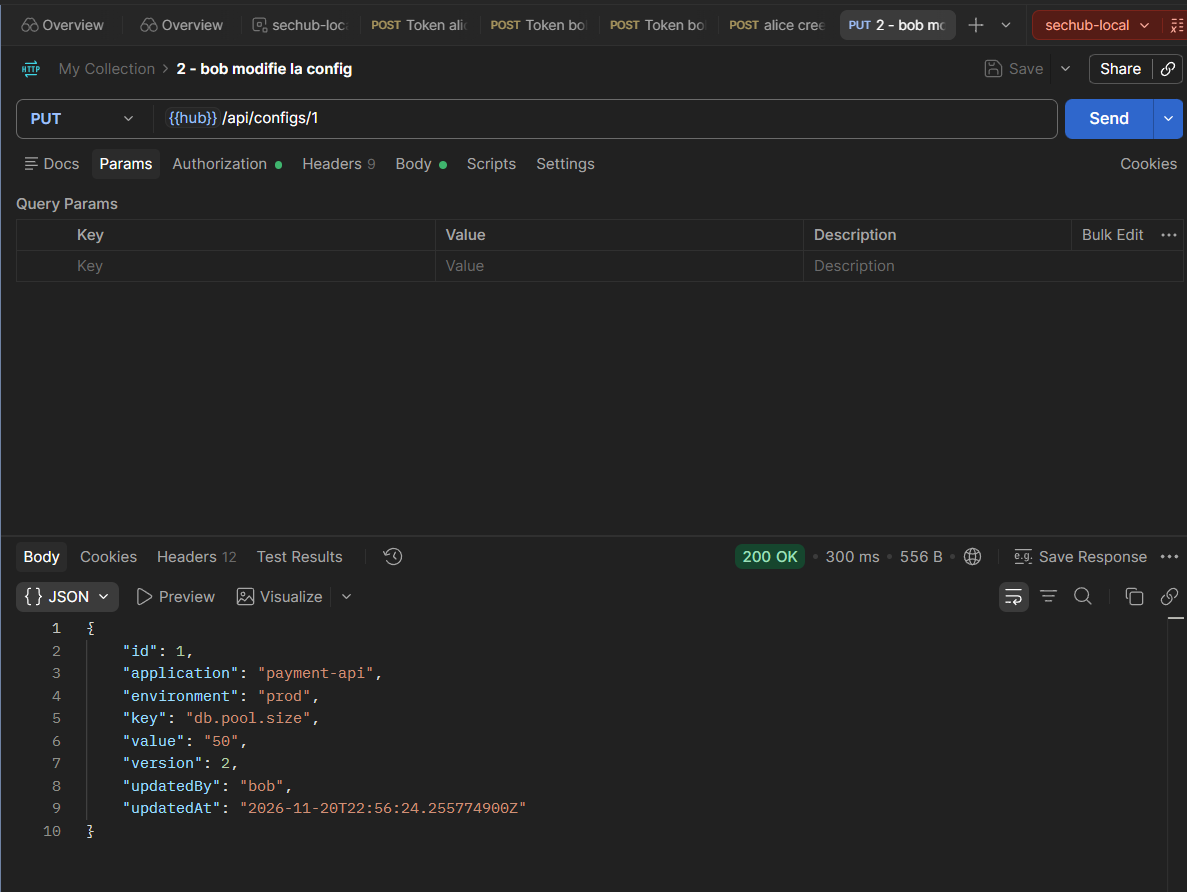 Overview Overview sechub-loc POST Token ali POST Token bo POST Token bo POST alice cree PUT 2 - bob mo sechub-local
HTTP My Collection > 2 - bob modifie la config Save Share
PUT {{hub}} /api/configs/1 Send
Docs Params Authorization Headers 9 Body Scripts Settings Cookies
Query Params
Key Value Description Bulk Edit
Key Value Description
Body Cookies Headers 12 Test Results 200 OK 300 ms 556 B e.g. Save Response
{} JSON Preview Visualize
1 {
2 "id": 1,
3 "application": "payment-api",
4 "environment": "prod",
5 "key": "db.pool.size",
6 "value": "50",
7 "version": 2,
8 "updatedBy": "bob",
9 "updatedAt": "2026-11-20T22:56:24.255774900Z"
10 }